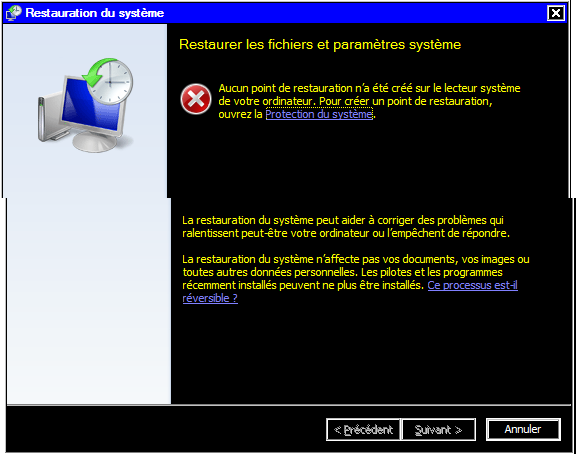 Restauration du système
Restaurer les fichiers et paramètres système
Aucun point de restauration n’a été créé sur le lecteur système
de votre ordinateur. Pour créer un point de restauration,
ouvrez la Protection du système.
La restauration du système peut aider à corriger des problèmes qui
ralentissent peut-être votre ordinateur ou l’empêchent de répondre.
La restauration du système n’affecte pas vos documents, vos images ou
toutes autres données personnelles. Les pilotes et les programmes
récemment installés peuvent ne plus être installés. Ce processus est-il
réversible ?
< Précédent Suivant > Annuler